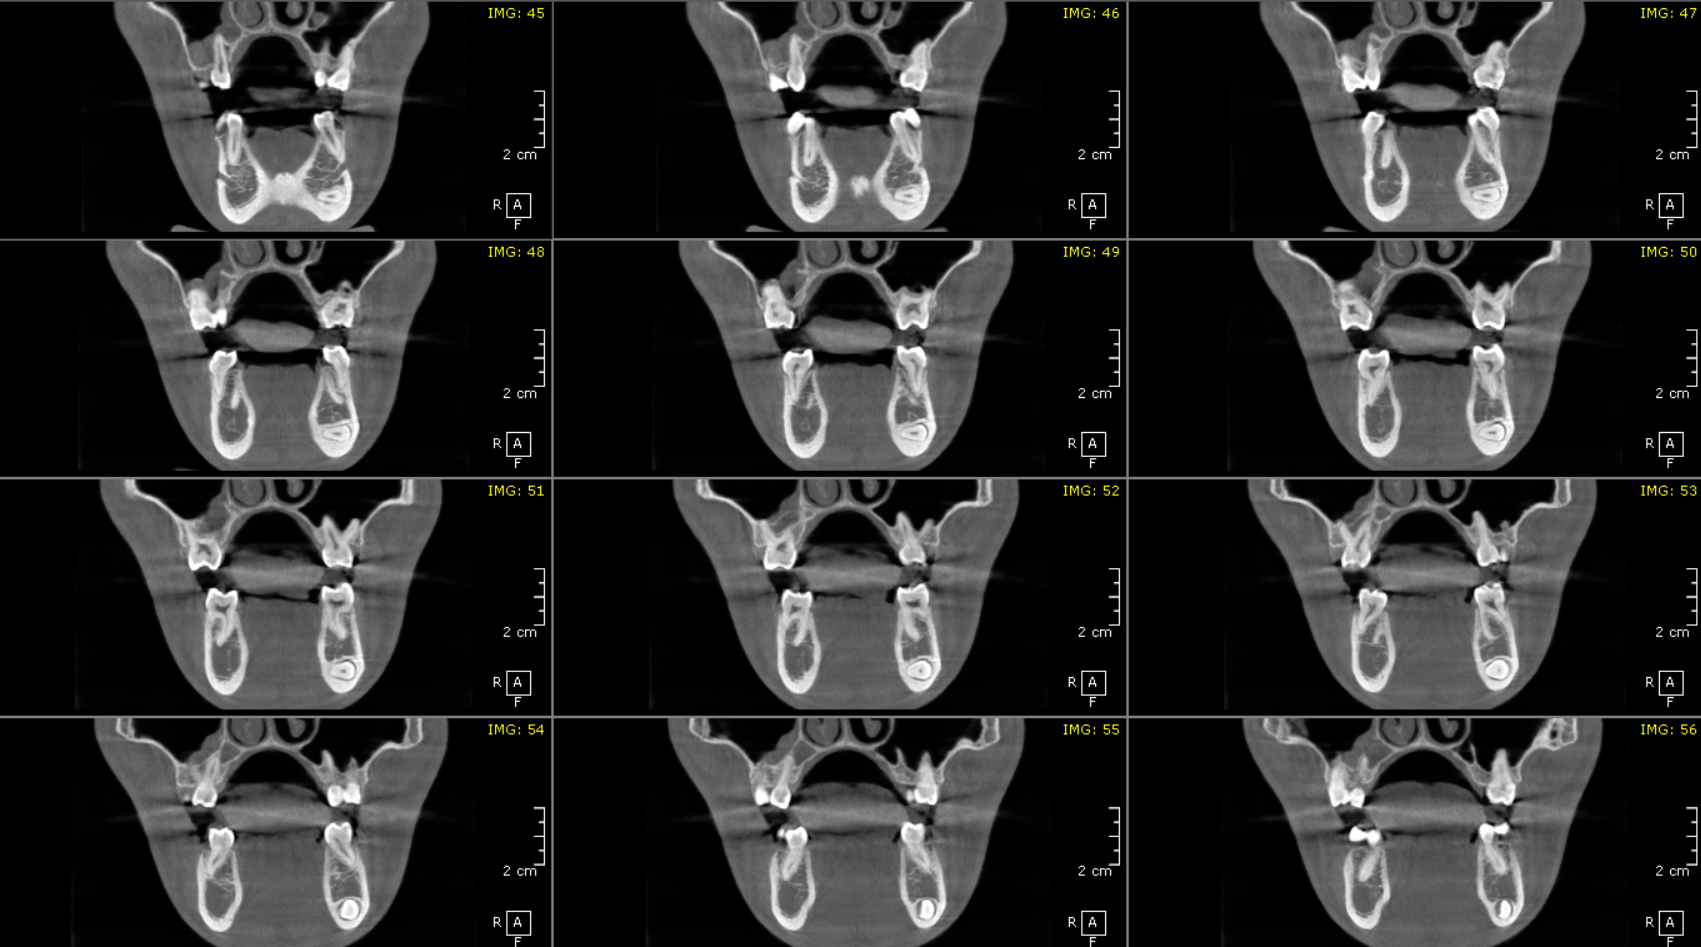 IMG: 45
2 cm
R A
F
IMG: 46
2 cm
R A
F
IMG: 47
2 cm
R A
F
IMG: 48
2 cm
R A
F
IMG: 49
2 cm
R A
F
IMG: 50
2 cm
R A
F
IMG: 51
2 cm
R A
F
IMG: 52
2 cm
R A
F
IMG: 53
2 cm
R A
F
IMG: 54
2 cm
R A
F
IMG: 55
2 cm
R A
F
IMG: 56
2 cm
R A
F